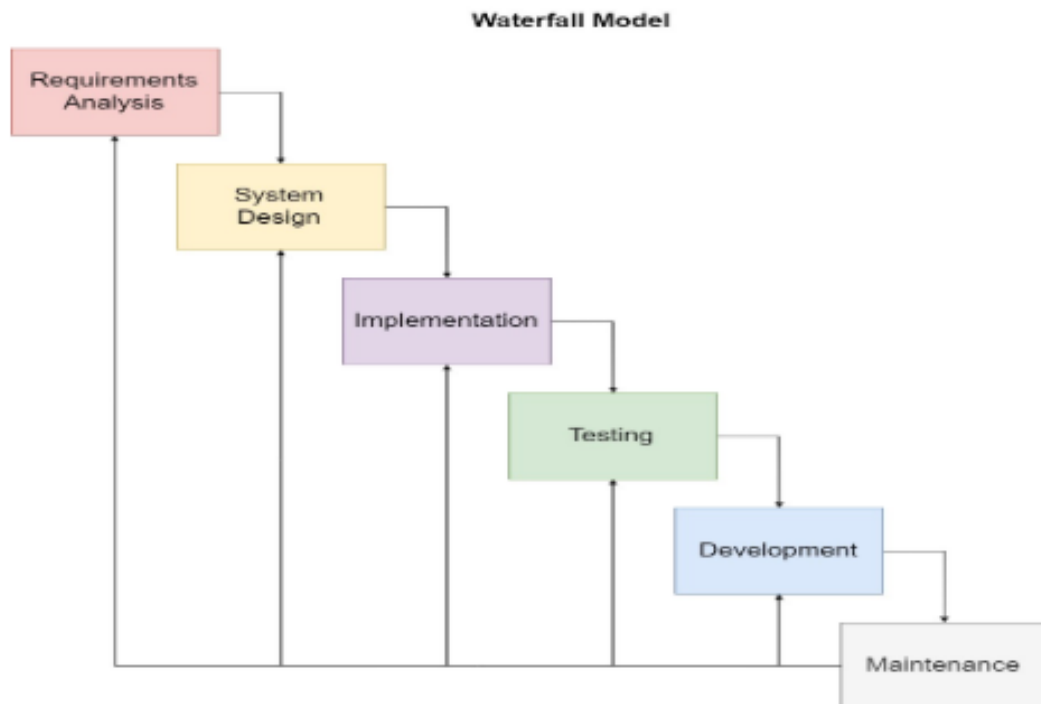 Waterfall Model
Requirements
Analysis
System
Design
Implementation
Testing
Development
Maintenance